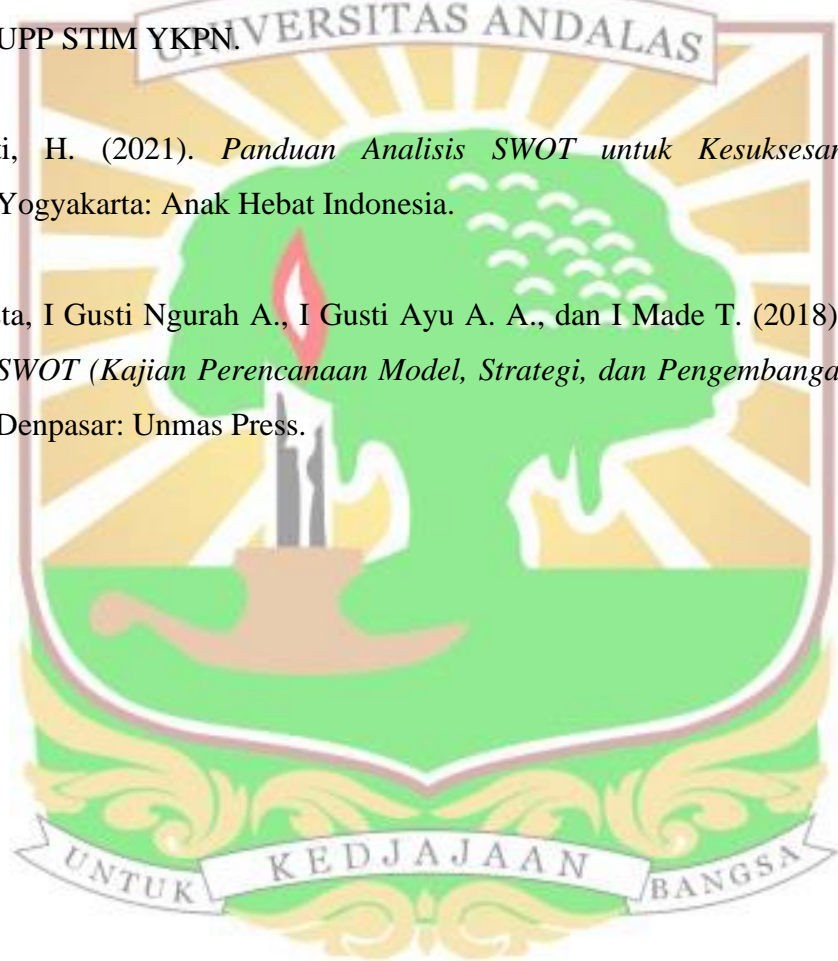 UNIVERSITAS ANDALAS
UPP STIM YKPN.
ti, H. (2021). Panduan Analisis SWOT untuk Kesuksesan
Yogyakarta: Anak Hebat Indonesia.
ta, I Gusti Ngurah A., I Gusti Ayu A. A., dan I Made T. (2018)
SWOT (Kajian Perencanaan Model, Strategi, dan Pengembanga
Denpasar: Unmas Press.
UNTUK KEDJAJAAN BANGSA